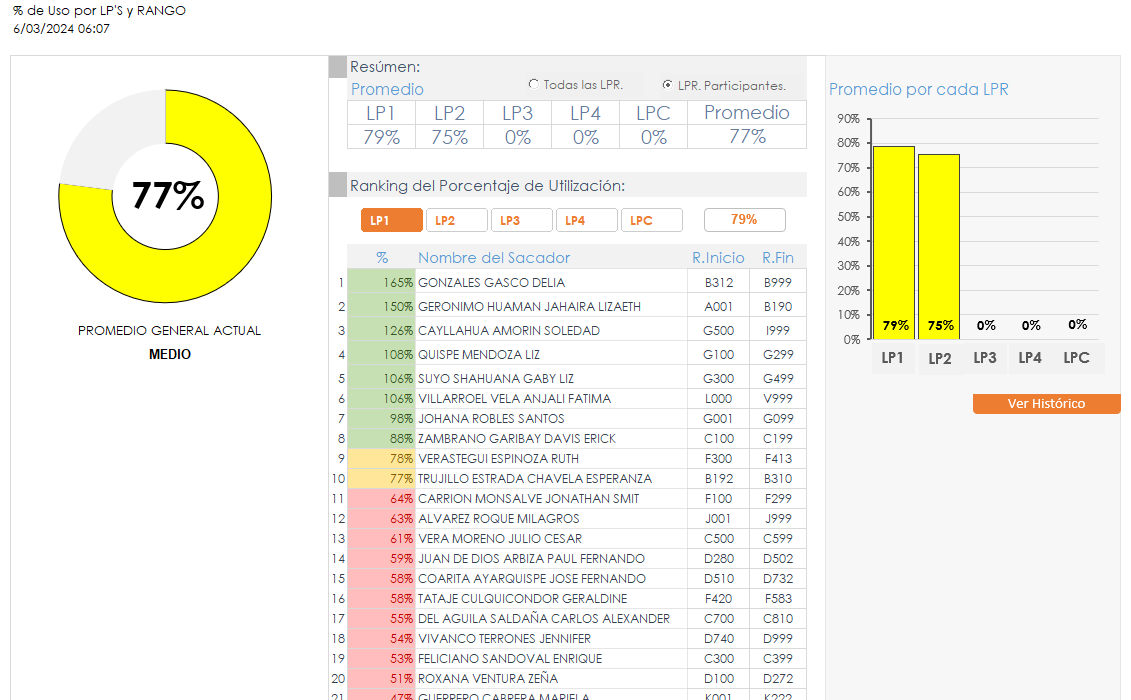 % de Uso por LP'S y RANGO
6/03/2024 06:07
77%
PROMEDIO GENERAL ACTUAL
MEDIO
Resúmen:
Promedio
Todas las LPR.
LPR. Participantes.
LP1 LP2 LP3 LP4 LPC Promedio
79% 75% 0% 0% 0% 77%
Ranking del Porcentaje de Utilización:
LP1 LP2 LP3 LP4 LPC 79%
% Nombre del Sacador R.Inicio R.Fin
1 165% GONZALES GASCO DELIA B312 B999
2 150% GERONIMO HUAMAN JAHAIRA LIZAETH A001 B190
3 126% CAYLLAHUA AMORIN SOLEDAD G500 I999
4 108% QUISPE MENDOZA LIZ G100 G299
5 106% SUYO SHAHUANA GABY LIZ G300 G499
6 106% VILLARROEL VELA ANJALI FATIMA L000 V999
7 98% JOHANA ROBLES SANTOS G001 G099
8 88% ZAMBRANO GARIBAY DAVIS ERICK C100 C199
9 78% VERASTEGUI ESPINOZA RUTH F300 F413
10 77% TRUJILLO ESTRADA CHAVELA ESPERANZA B192 B310
11 64% CARRION MONSALVE JONATHAN SMIT F100 F299
12 63% ALVAREZ ROQUE MILAGROS J001 J999
13 61% VERA MORENO JULIO CESAR C500 C599
14 59% JUAN DE DIOS ARBIZA PAUL FERNANDO D280 D502
15 58% COARITA AYARQUISPE JOSE FERNANDO D510 D732
16 58% TATAJE CULQUICONDOR GERALDINE F420 F583
17 55% DEL AGUILA SALDAÑA CARLOS ALEXANDER C700 C810
18 54% VIVANCO TERRONES JENNIFER D740 D999
19 53% FELICIANO SANDOVAL ENRIQUE C300 C399
20 51% ROXANA VENTURA ZEÑA D100 D272
21 47% GUERRERO CABRERA MARIELA K001 K222
Promedio por cada LPR
90%
80%
70%
60%
50%
40%
30%
20%
10%
0%
79% 75% 0% 0% 0%
LP1 LP2 LP3 LP4 LPC
Ver Histórico